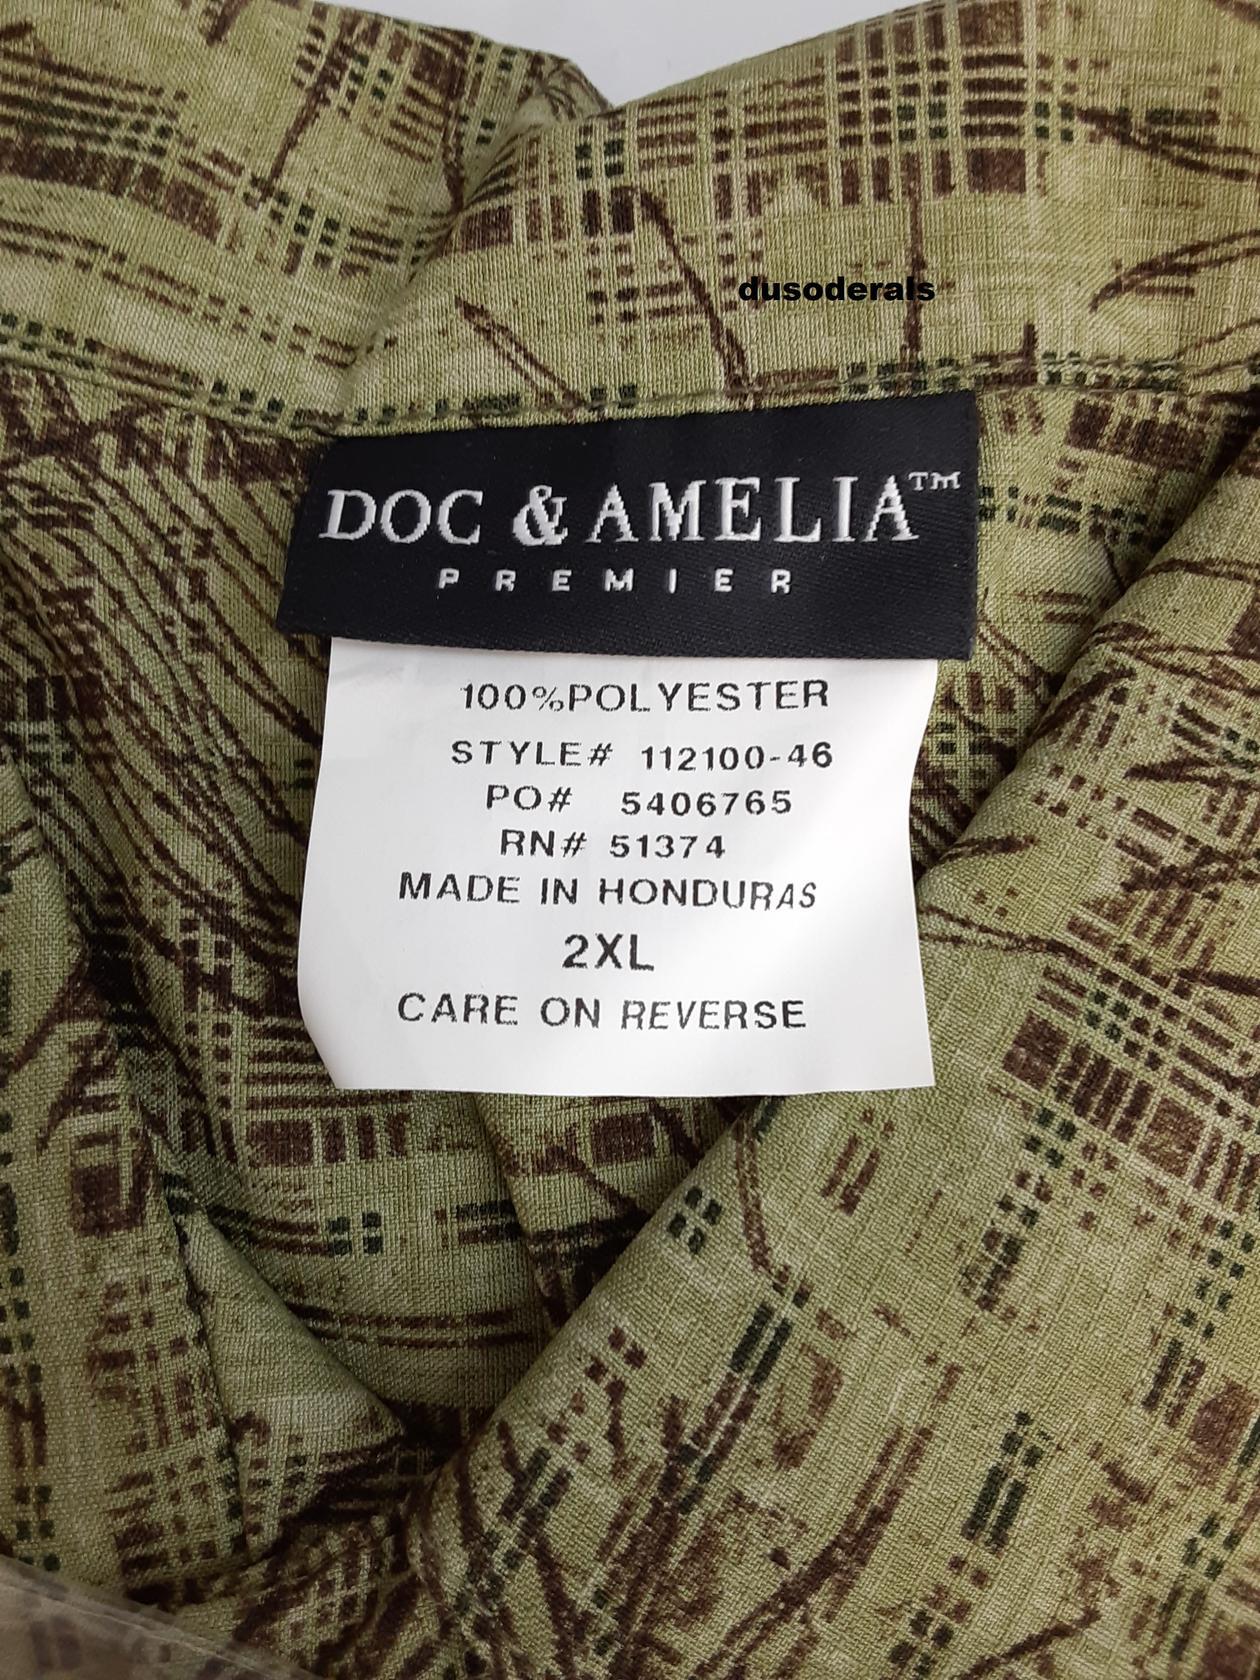 dusoderals
DOC & AMELIA™
PREMIER
100%POLYESTER
STYLE# 112100-46
PO# 5406765
RN# 51374
MADE IN HONDURAS
2XL
CARE ON REVERSE